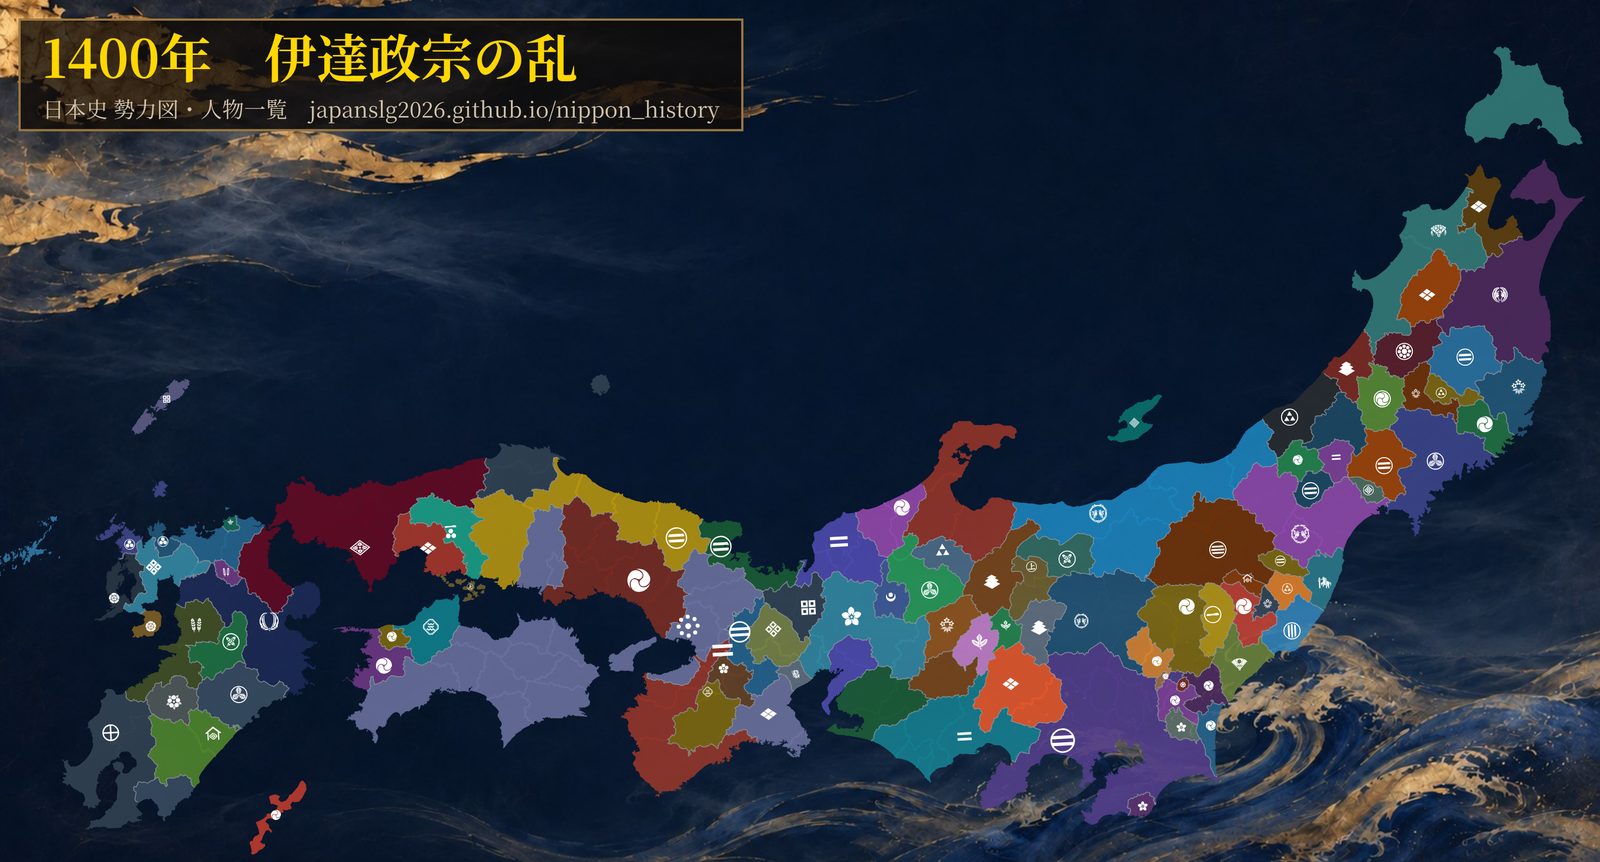 1400年 伊達政宗の乱
日本史 勢力図・人物一覧 japanslg2026.github.io/nippon_history
上